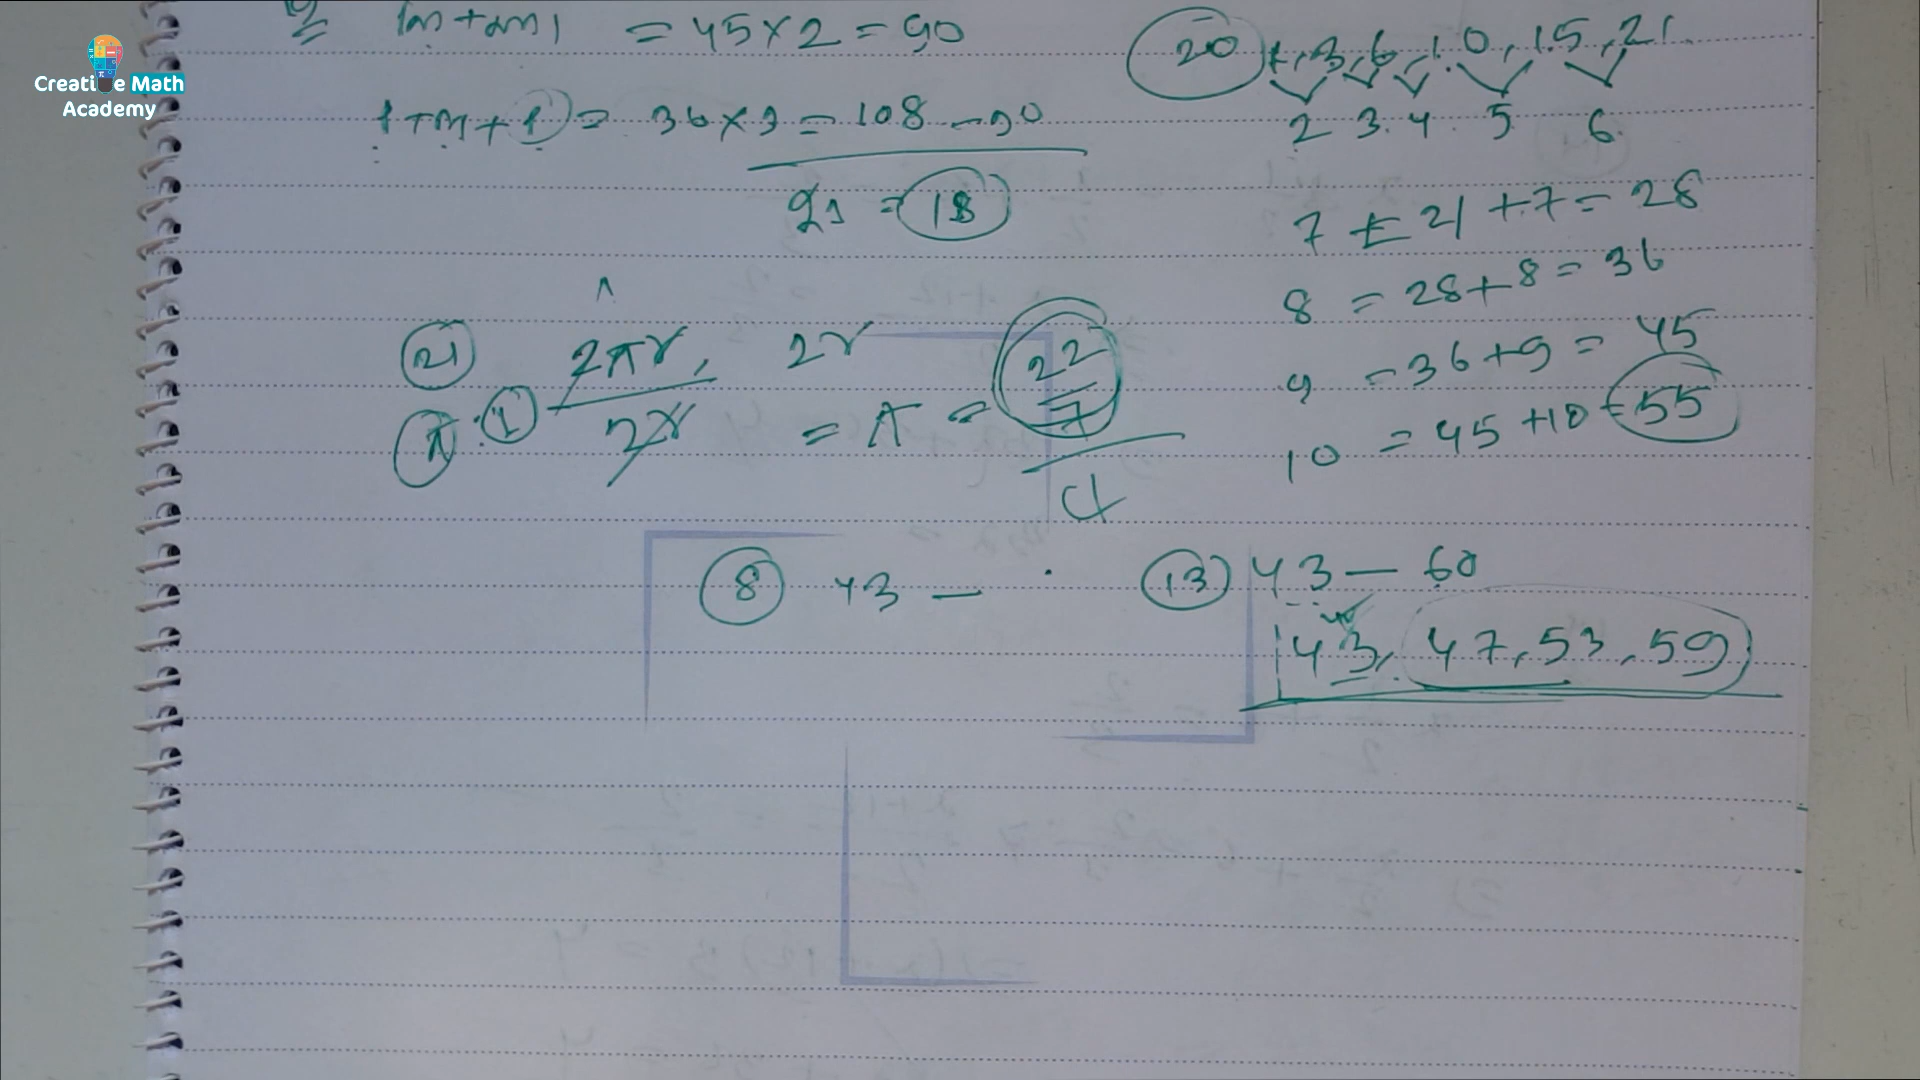 Creative Math
Academy
= 45 × 2 = 90
= 36 × 3 = 108 - 90
= 18
20 1, 3, 6, 10, 15, 21
2 3 4 5 6
7 = 21 + 7 = 28
8 = 28 + 8 = 36
9 = 36 + 9 = 45
10 = 45 + 10 = 55
21 2πr, 2r
2πr / 2r = π = 22/7
8 43 —
13 43 — 60
43, 47, 53, 59